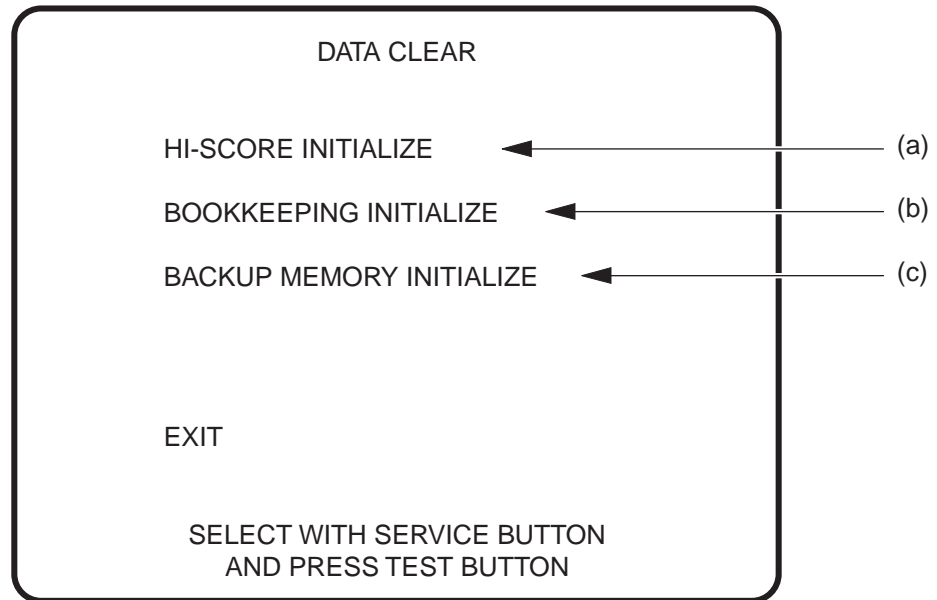 DATA CLEAR
HI-SCORE INITIALIZE (a)
BOOKKEEPING INITIALIZE (b)
BACKUP MEMORY INITIALIZE (c)
EXIT
SELECT WITH SERVICE BUTTON
AND PRESS TEST BUTTON